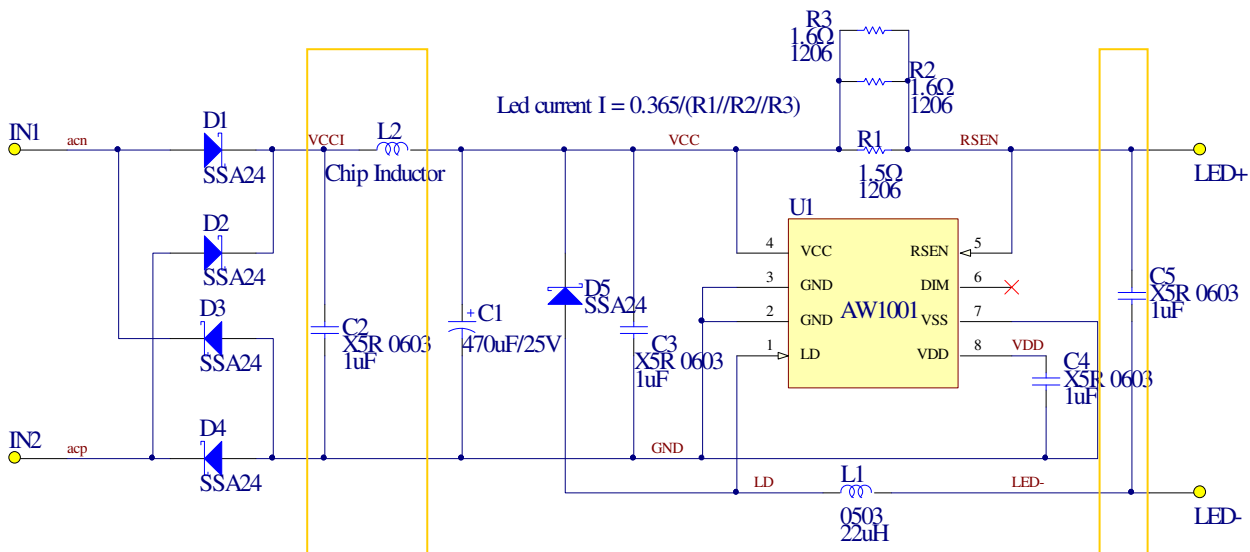 R3
1.6Ω
1206
R2
1.6Ω
1206
Led current I = 0.365/(R1//R2//R3)
IN1
acn
D1
SSA24
VCCI
L2
Chip Inductor
VCC
R1
1.5Ω
1206
RSEN
LED+
D2
SSA24
U1
4
VCC
RSEN
5
3
GND
DIM
6
2
GND
AW1001
VSS
7
1
LD
VDD
8
VDD
D3
SSA24
C2
X5R 0603
1uF
+
C1
470uF/25V
D5
SSA24
C3
X5R 0603
1uF
C4
X5R 0603
1uF
C5
X5R 0603
1uF
IN2
acp
D4
SSA24
GND
LD
L1
0503
22uH
LED-
LED-